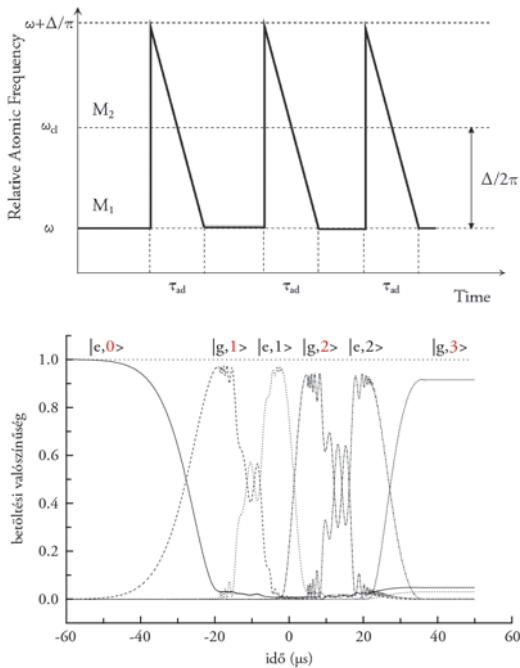 ω+Δ/π
Relative Atomic Frequency
M₂
ω_cl
Δ/2π
M₁
ω
τ_ad
τ_ad
τ_ad
Time
|e,0> |g,1> |e,1> |g,2> |e,2> |g,3>
1.0
0.8
0.6
0.4
0.2
0.0
betöltési valószínűség
-60 -40 -20 0 20 40 60
idő (μs)